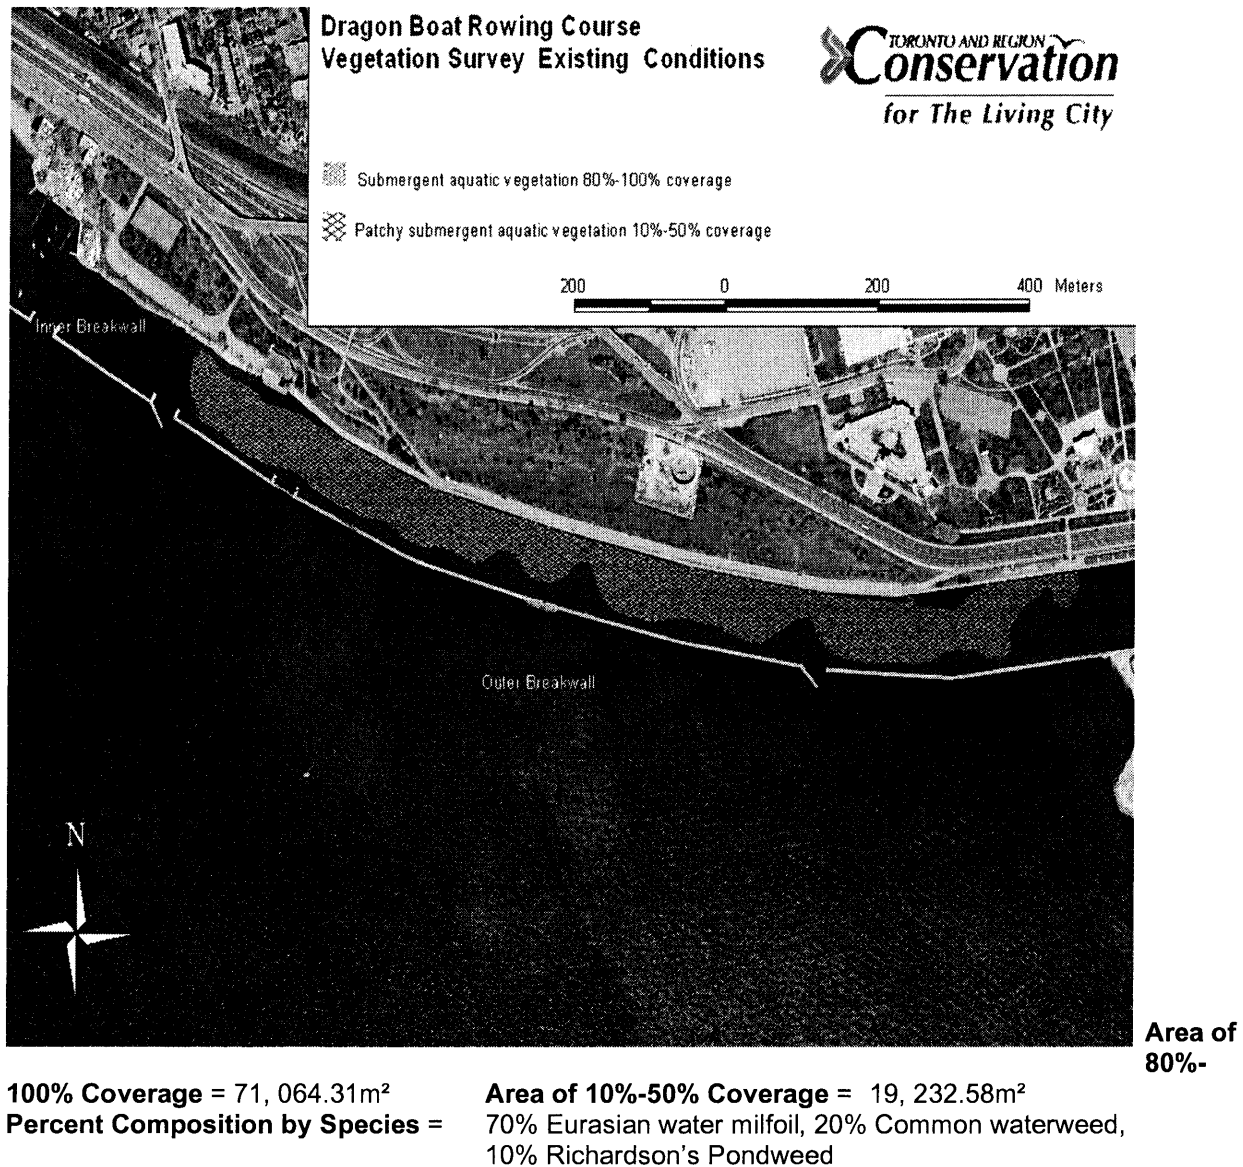 Dragon Boat Rowing Course
Vegetation Survey Existing Conditions
TORONTO AND REGION
Conservation
for The Living City
Submergent aquatic vegetation 80%-100% coverage
Patchy submergent aquatic vegetation 10%-50% coverage
200 0 200 400 Meters
Inner Breakwall
Outer Breakwall
N
Area of
80%-
100% Coverage = 71, 064.31m² Area of 10%-50% Coverage = 19, 232.58m²
Percent Composition by Species = 70% Eurasian water milfoil, 20% Common waterweed,
10% Richardson's Pondweed